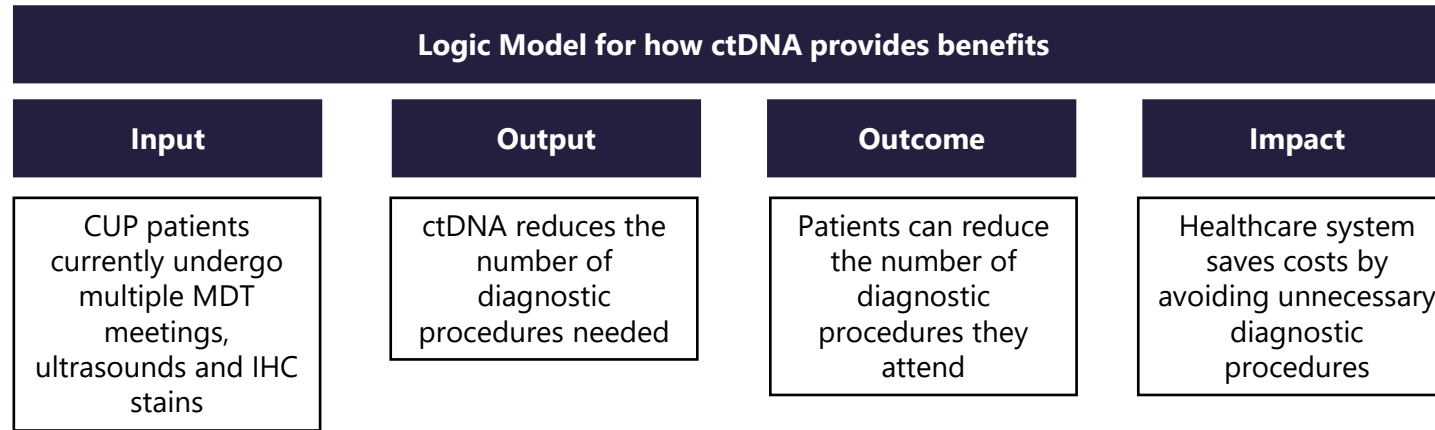 Logic Model for how ctDNA provides benefits
Input
CUP patients
currently undergo
multiple MDT
meetings,
ultrasounds and IHC
stains
Output
ctDNA reduces the
number of
diagnostic
procedures needed
Outcome
Patients can reduce
the number of
diagnostic
procedures they
attend
Impact
Healthcare system
saves costs by
avoiding unnecessary
diagnostic
procedures